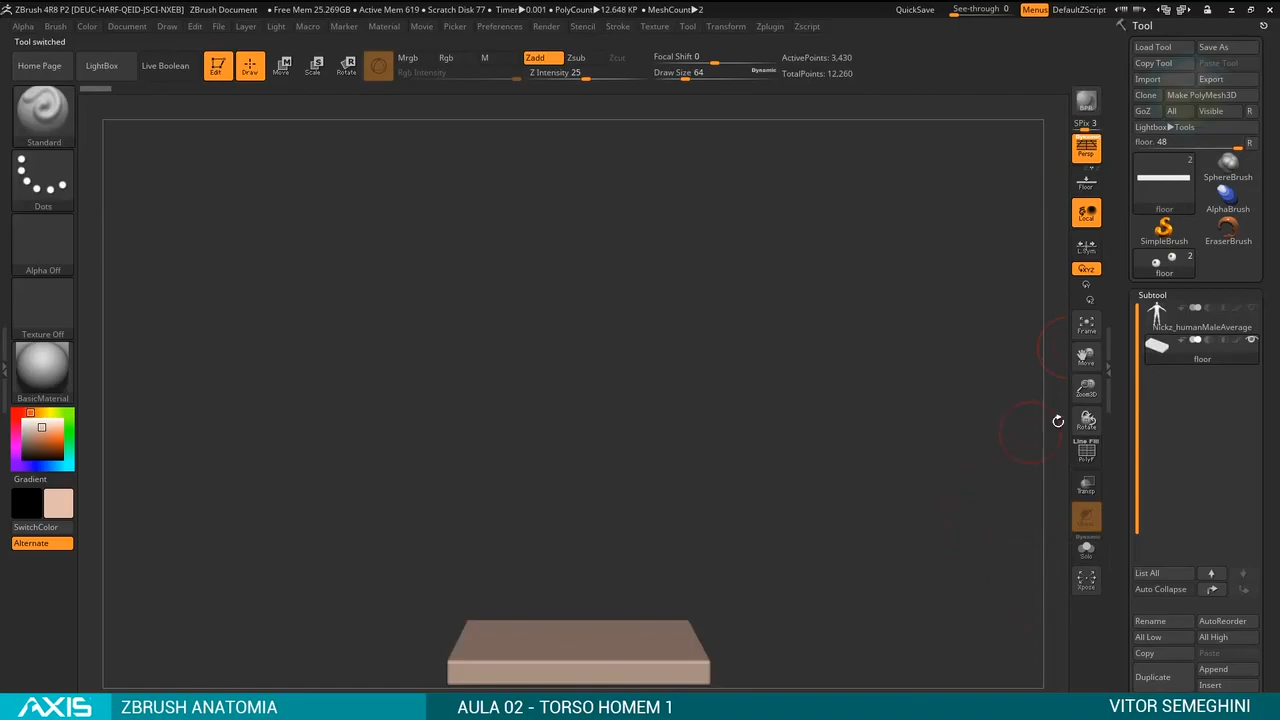 ZBrush 4R8 P2 [DEUC-HARF-QEID-JSCI-NXEB] ZBrush Document • Free Mem 25.269GB • Active Mem 619 • Scratch Disk 77 • Timer▶0.001 • PolyCount▶12.648 KP • MeshCount▶2 QuickSave See-through 0 Menus DefaultZScript
Alpha Brush Color Document Draw Edit File Layer Light Macro Marker Material Movie Picker Preferences Render Stencil Stroke Texture Tool Transform Zplugin Zscript
Tool
Tool switched
Home Page LightBox Live Boolean Edit Draw Move Scale Rotate
Mrgb Rgb M Zadd Zsub Zcut
Rgb Intensity Z Intensity 25
Focal Shift 0
Draw Size 64 Dynamic
ActivePoints: 3,430
TotalPoints: 12,260
Load Tool Save As
Copy Tool Paste Tool
Import Export
Clone Make PolyMesh3D
GoZ All Visible R
Lightbox▶Tools
floor. 48 R
2
floor
SphereBrush
AlphaBrush
SimpleBrush
EraserBrush
2
floor
Subtool
Nickz_humanMaleAverage
floor
List All
Auto Collapse
Rename AutoReorder
All Low All High
Copy Paste
Duplicate
Append
Insert
Standard
Dots
Alpha Off
Texture Off
BasicMaterial
Gradient
SwitchColor
Alternate
BPR
SPix 3
Dynamic
Persp
Floor
Local
L.Sym
XYZ
Frame
Move
Zoom3D
Rotate
Line Fill
PolyF
Transp
Dynamic
Solo
Xpose
AXIS ZBRUSH ANATOMIA AULA 02 - TORSO HOMEM 1 VITOR SEMEGHINI